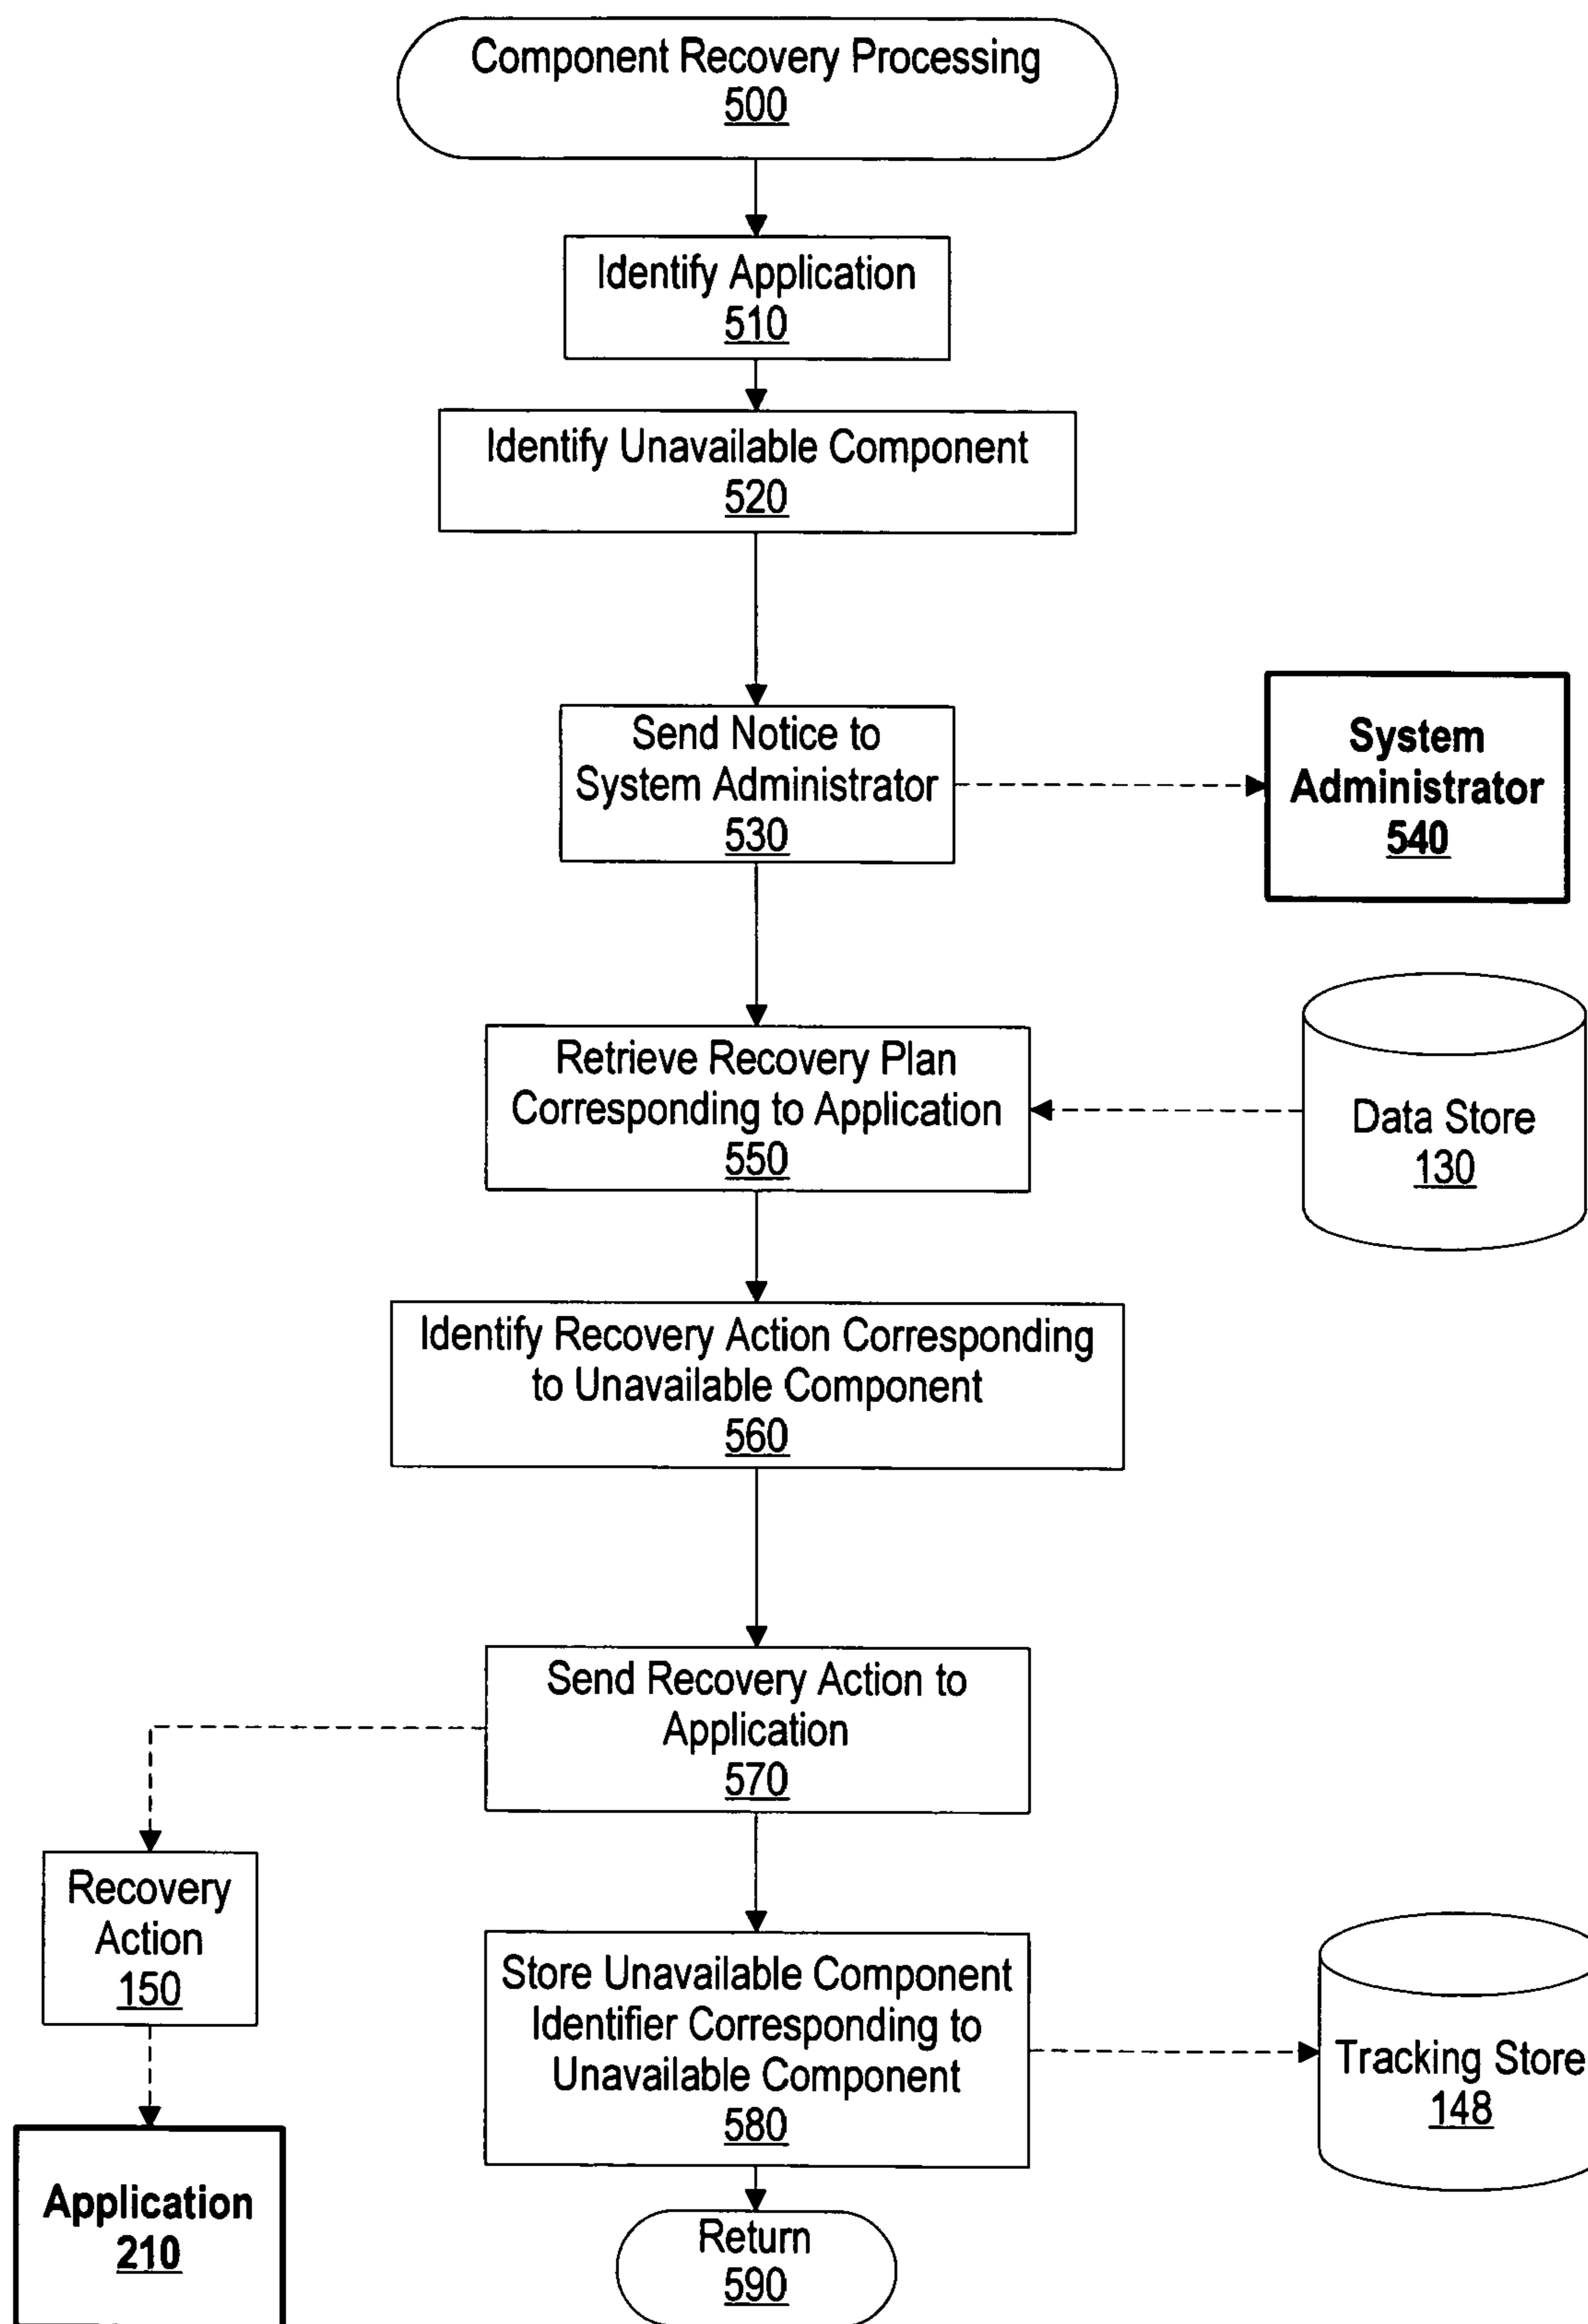 Component Recovery Processing
500
Identify Application
510
Identify Unavailable Component
520
Send Notice to
System Administrator
530
System
Administrator
540
Retrieve Recovery Plan
Corresponding to Application
550
Data Store
130
Identify Recovery Action Corresponding
to Unavailable Component
560
Send Recovery Action to
Application
570
Recovery
Action
150
Store Unavailable Component
Identifier Corresponding to
Unavailable Component
580
Tracking Store
148
Application
210
Return
590